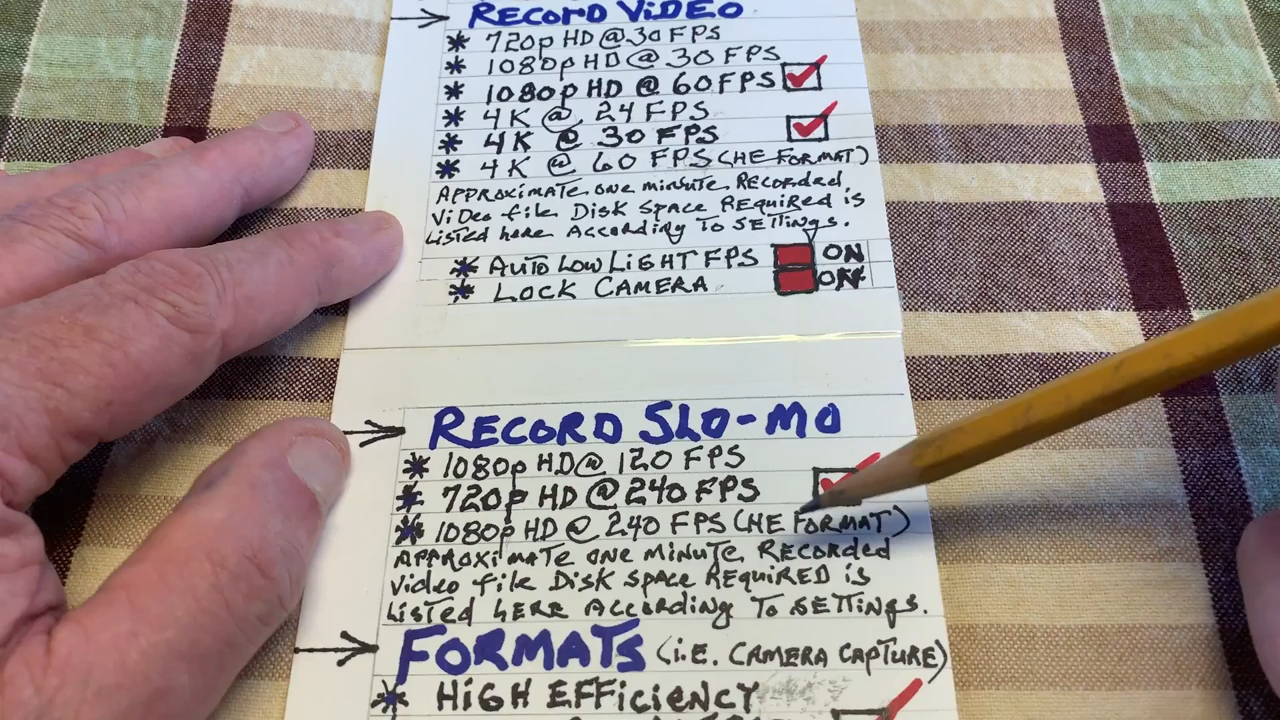 RECORD VIDEO
* 720p HD @ 30 FPS
* 1080p HD @ 30 FPS
* 1080p HD @ 60 FPS
* 4K @ 24 FPS
* 4K @ 30 FPS
* 4K @ 60 FPS (HE FORMAT)
APPROXIMATE ONE MINUTE RECORDED
VIDEO FILE DISK SPACE REQUIRED IS
LISTED HERE ACCORDING TO SETTINGS.
* AUTO LOW LIGHT FPS ON
* LOCK CAMERA OFF
RECORD SLO-MO
* 1080p HD @ 120 FPS
* 720p HD @ 240 FPS
* 1080p HD @ 240 FPS (HE FORMAT)
APPROXIMATE ONE MINUTE RECORDED
VIDEO FILE DISK SPACE REQUIRED IS
LISTED HERE ACCORDING TO SETTINGS.
FORMATS (i.E. CAMERA CAPTURE)
* HIGH EFFICIENCY